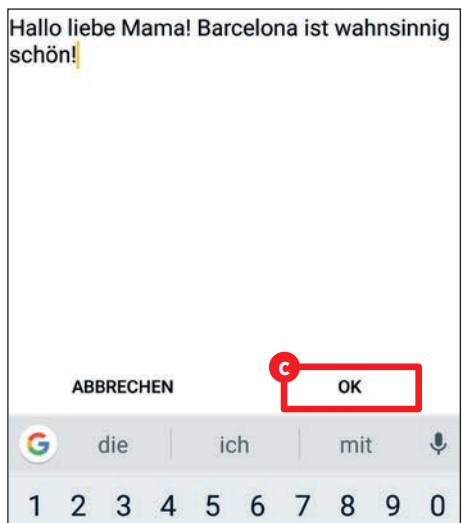 Hallo liebe Mama! Barcelona ist wahnsinnig
schön!
C
ABBRECHEN OK
G die ich mit
1 2 3 4 5 6 7 8 9 0